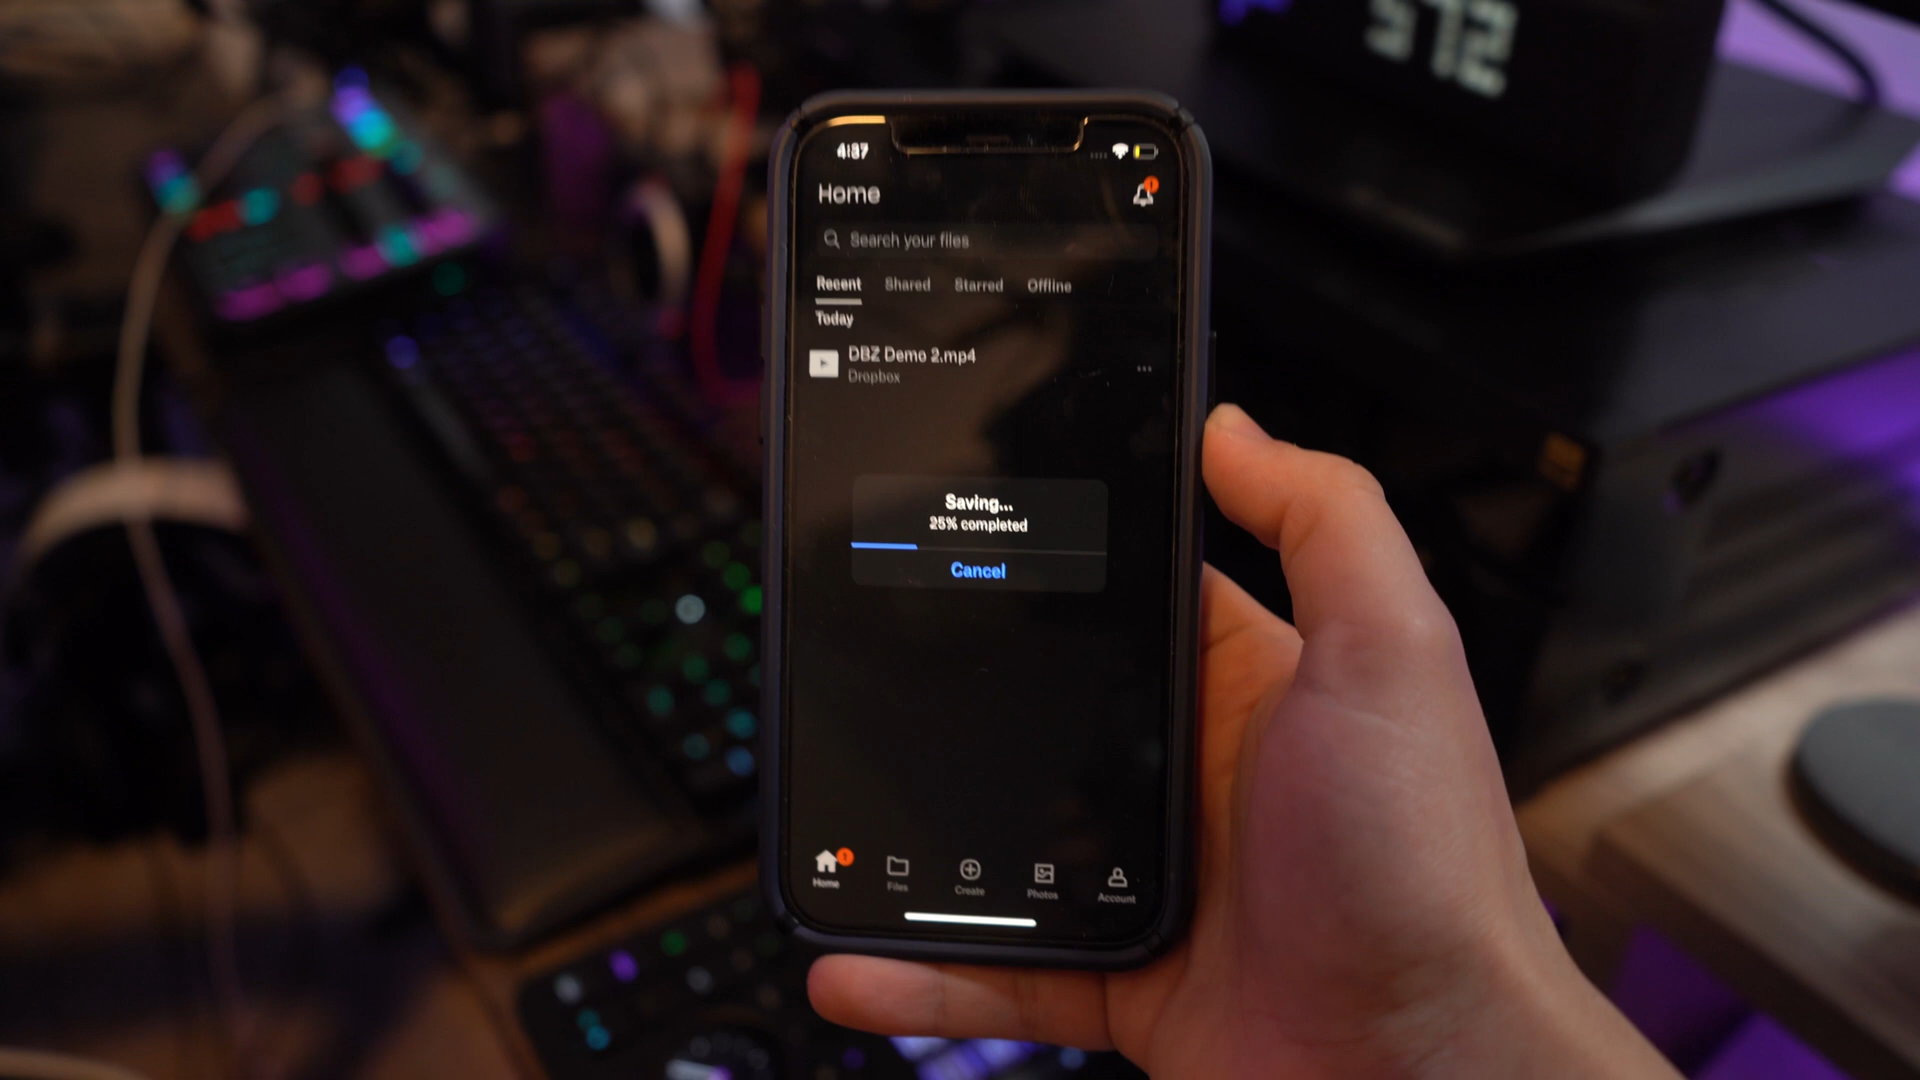 572
4:37
Home
Search your files
Recent Shared Starred Offline
Today
DBZ Demo 2.mp4
Dropbox
Saving...
25% completed
Cancel
Home Files Create Photos Account